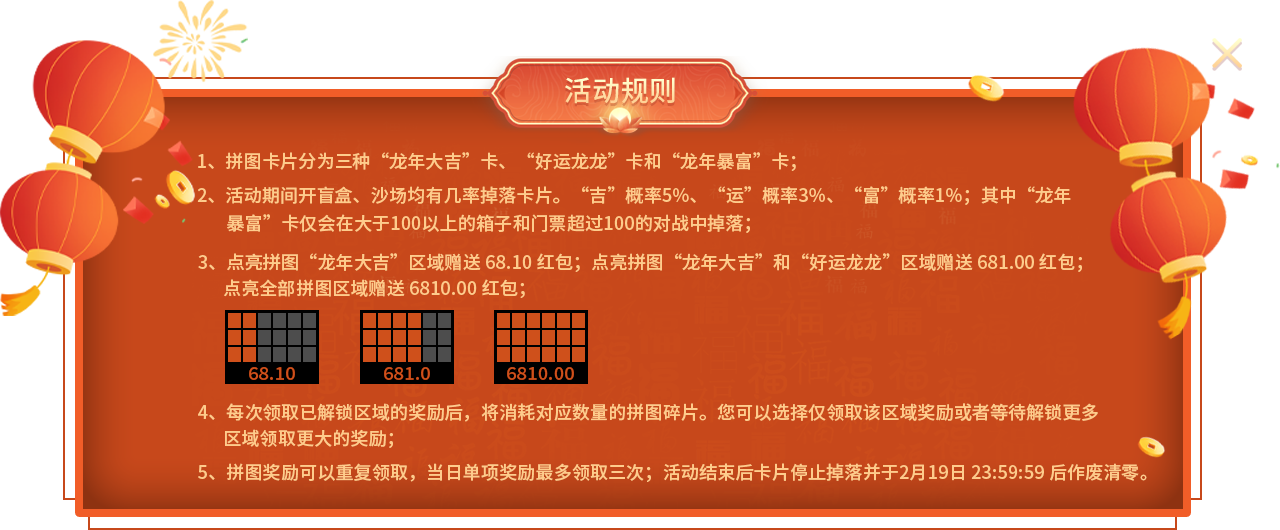 活动规则
1、拼图卡片分为三种“龙年大吉”卡、“好运龙龙”卡和“龙年暴富”卡；
2、活动期间开盲盒、沙场均有几率掉落卡片。“吉”概率5%、“运”概率3%、“富”概率1%；其中“龙年
暴富”卡仅会在大于100以上的箱子和门票超过100的对战中掉落；
3、点亮拼图“龙年大吉”区域赠送 68.10 红包；点亮拼图“龙年大吉”和“好运龙龙”区域赠送 681.00 红包；
点亮全部拼图区域赠送 6810.00 红包；
68.10 681.0 6810.00
4、每次领取已解锁区域的奖励后，将消耗对应数量的拼图碎片。您可以选择仅领取该区域奖励或者等待解锁更多
区域领取更大的奖励；
5、拼图奖励可以重复领取，当日单项奖励最多领取三次；活动结束后卡片停止掉落并于2月19日 23:59:59 后作废清零。